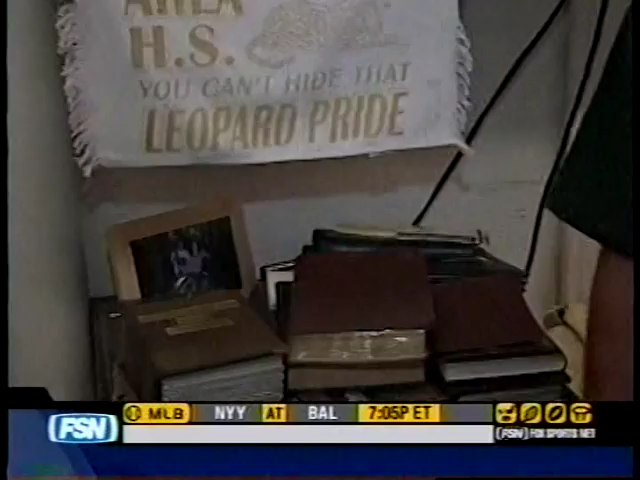 AREA
H.S.
YOU CAN'T HIDE THAT
LEOPARD PRIDE
FSN MLB NYY AT BAL 7:05P ET
FSN FOX SPORTS NET